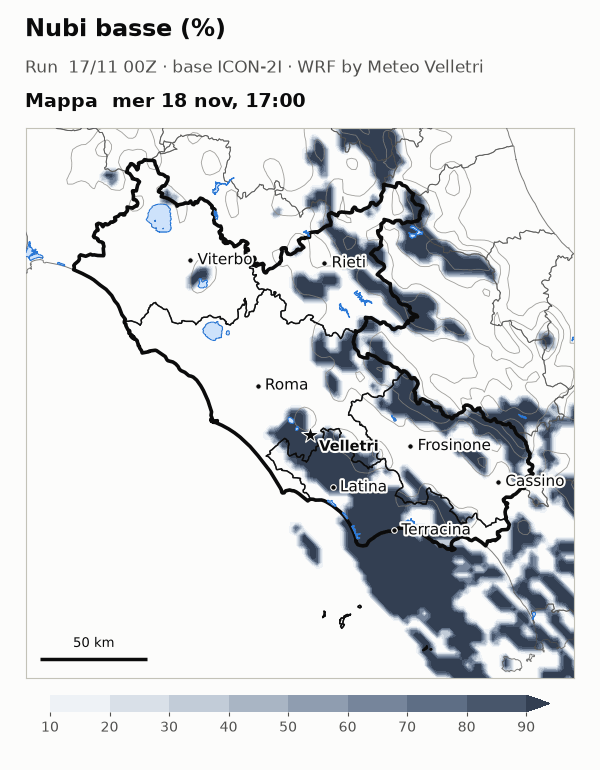 Nubi basse (%)
Run 17/11 00Z · base ICON-2I · WRF by Meteo Velletri
Mappa mer 18 nov, 17:00
Viterbo
Rieti
Roma
Velletri
Frosinone
Latina
Cassino
Terracina
50 km
10 20 30 40 50 60 70 80 90